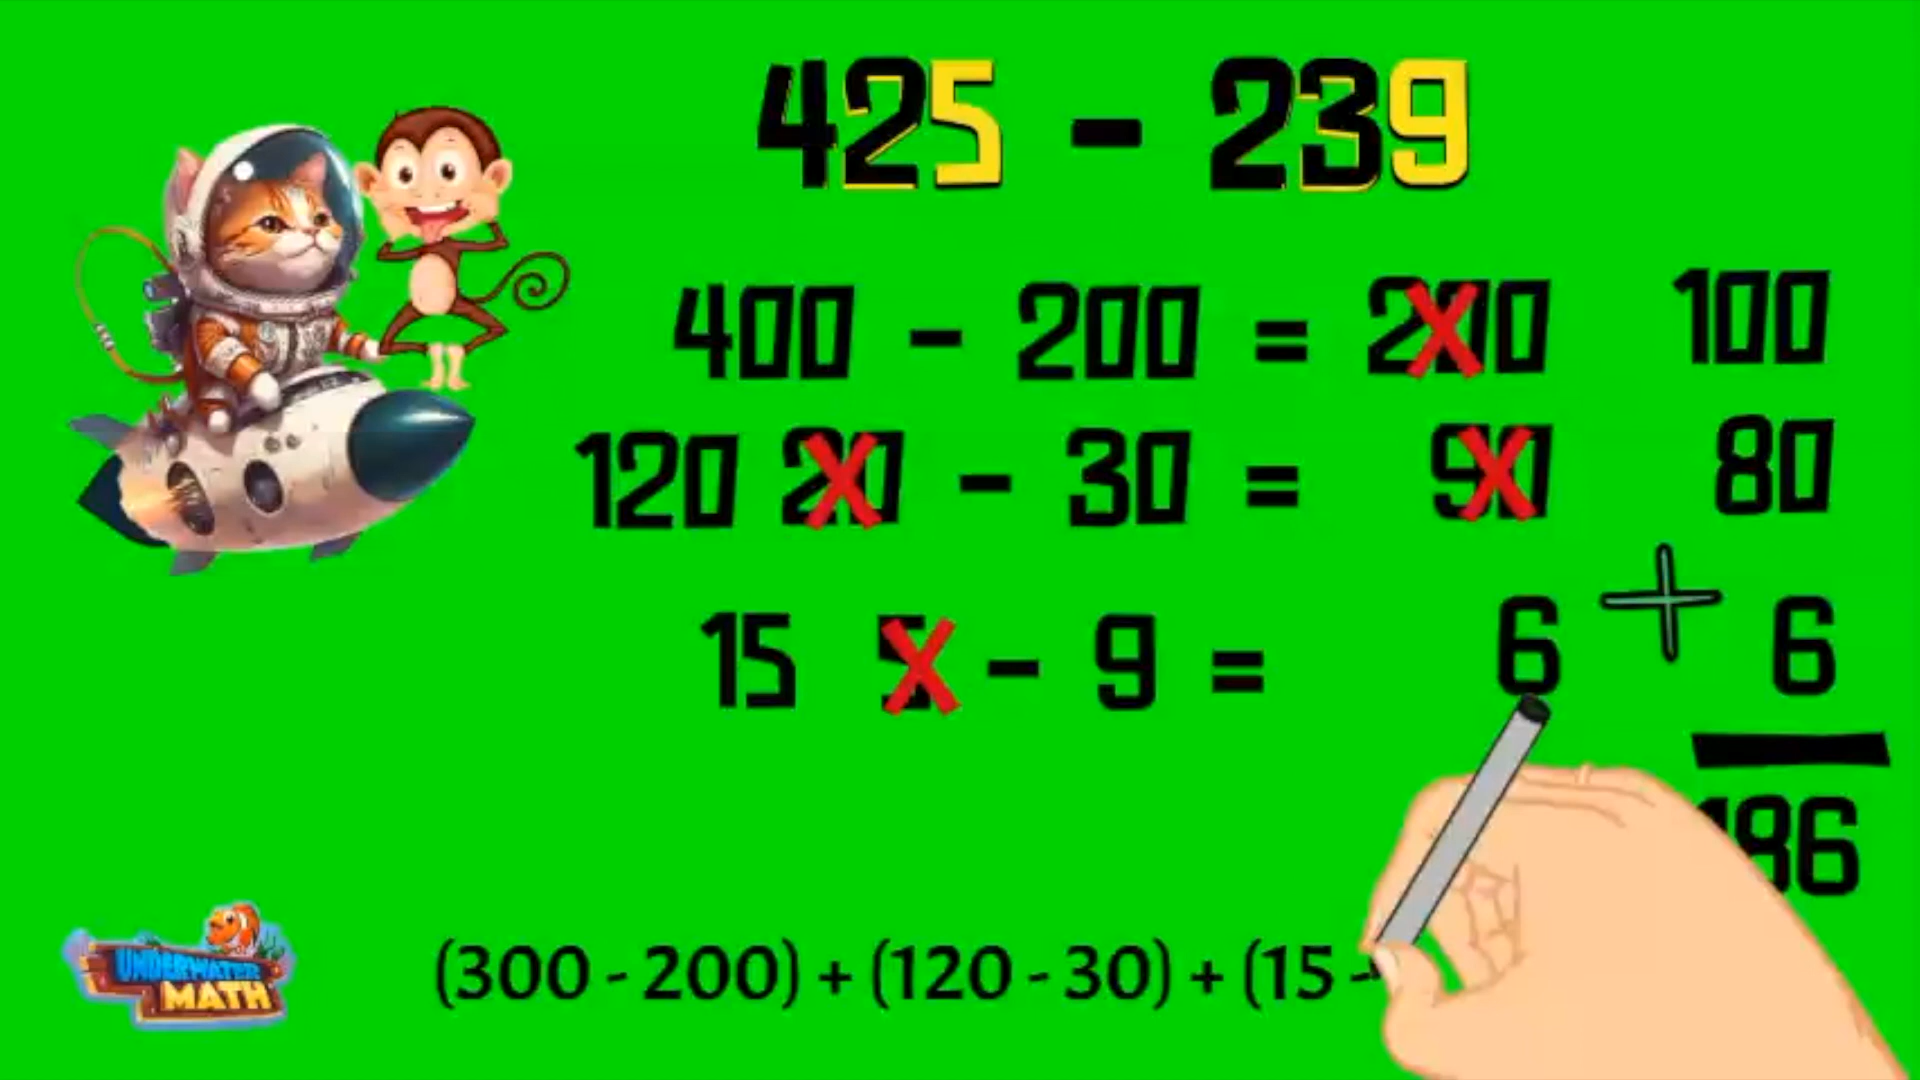 425 - 239
400 - 200 = 200 100
120 20 - 30 = 90 80
15 5 - 9 = 6 + 6
186
(300 - 200) + (120 - 30) + (15 -
UNDERWATER
MATH